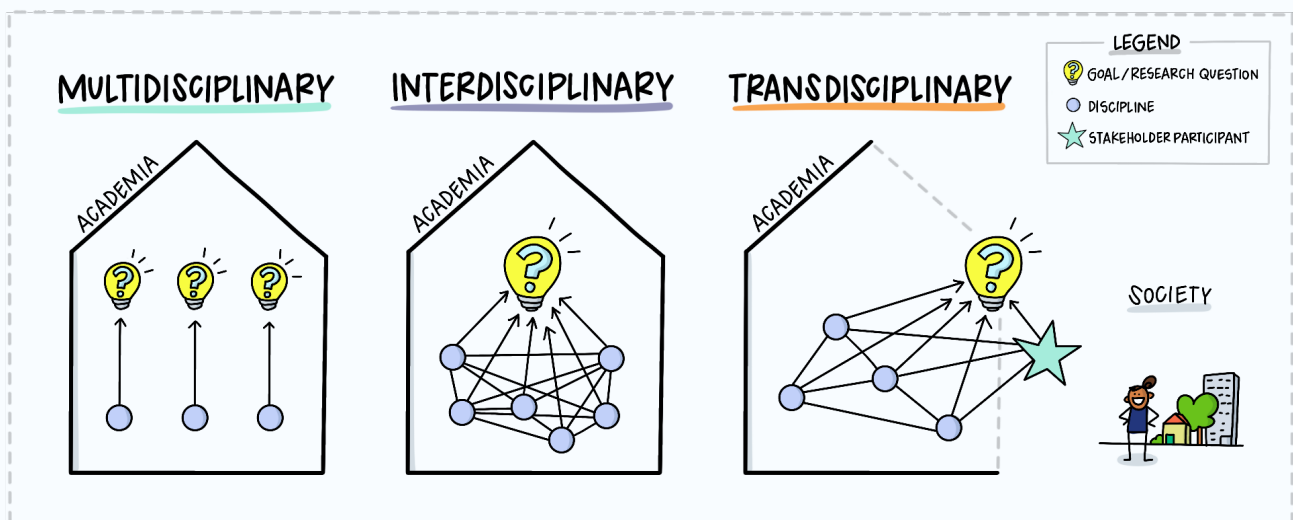 LEGEND
GOAL/RESEARCH QUESTION
DISCIPLINE
STAKEHOLDER PARTICIPANT
MULTIDISCIPLINARY
INTERDISCIPLINARY
TRANSDISCIPLINARY
ACADEMIA
ACADEMIA
ACADEMIA
?
?
?
?
?
SOCIETY